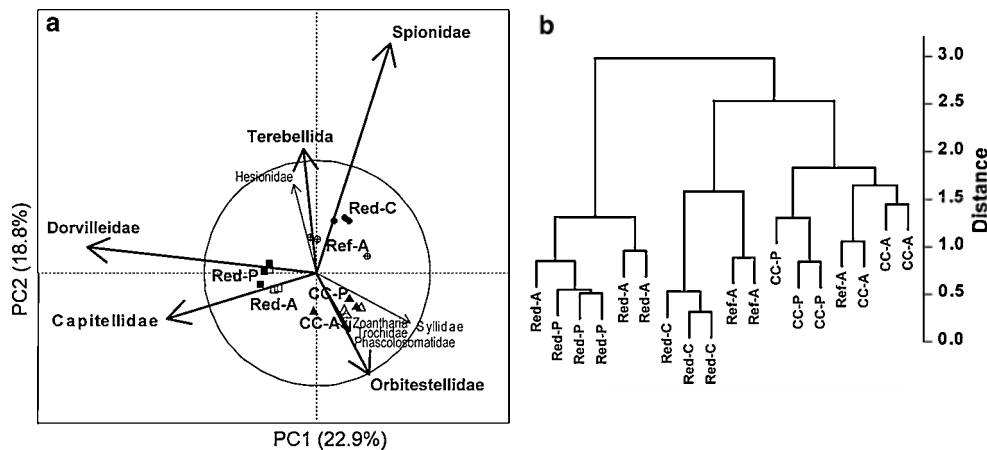 a
Spionidae
Terebellida
Hesionidae
Red-C
Ref-A
Dorvilleidae
Red-P
Red-A
CC-P
Capitellidae
CC-A
Zoantharia
Syllidae
Trochidae
Phascolosomatidae
Orbitestellidae
PC2 (18.8%)
PC1 (22.9%)
b
3.0
2.5
2.0
1.5
1.0
0.5
0.0
Distance
Red-A
Red-P
Red-P
Red-P
Red-A
Red-A
Red-C
Red-C
Red-C
Ref-A
Ref-A
CC-P
CC-P
CC-P
Ref-A
CC-A
CC-A
CC-A